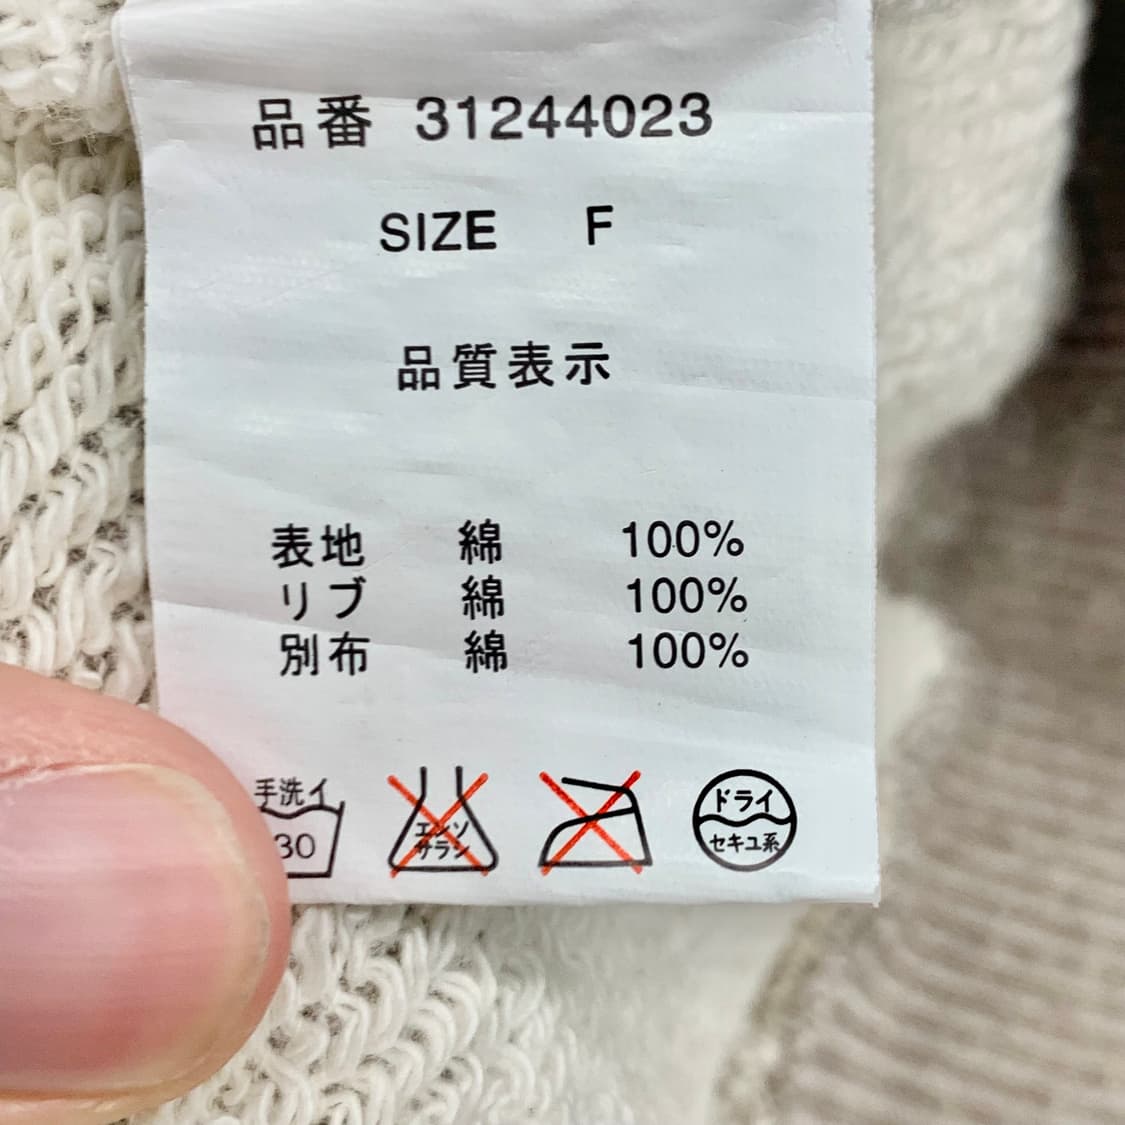 品番 31244023
SIZE F
品質表示
表地 綿 100%
リブ 綿 100%
別布 綿 100%
手洗イ
30
エンソ
サラシ
ドライ
セキユ系